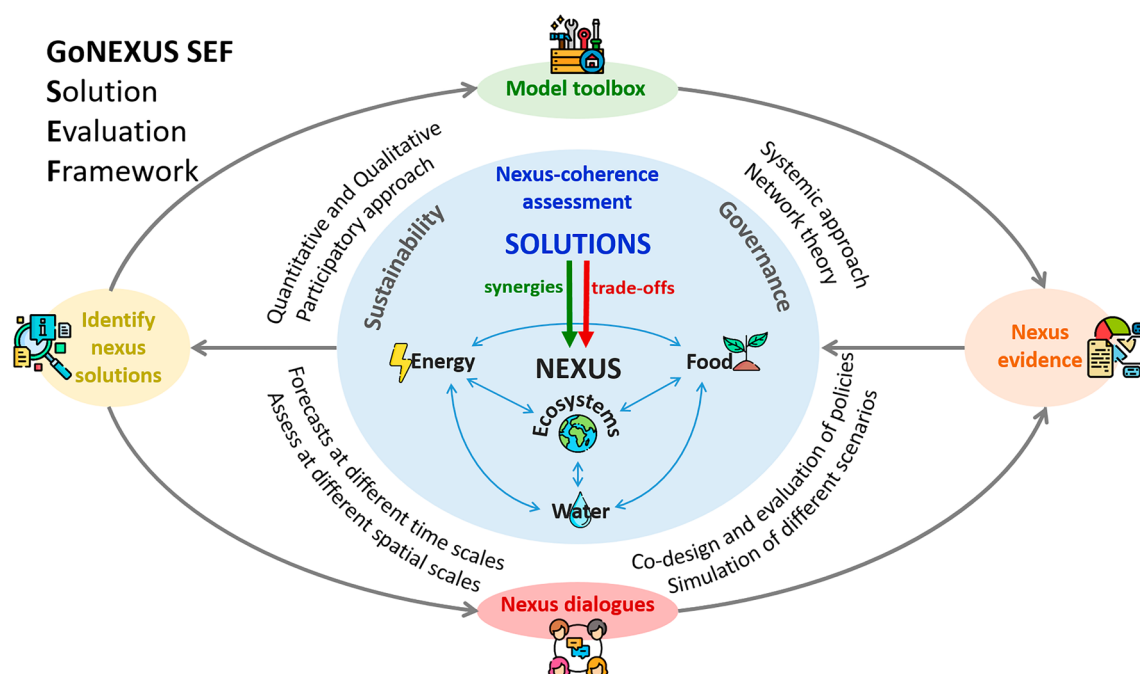 GoNEXUS SEF
Solution
Evaluation
Framework
Model toolbox
Quantitative and Qualitative
Participatory approach
Systemic approach
Network theory
Nexus-coherence
assessment
SOLUTIONS
Sustainability
Governance
synergies
trade-offs
Identify
nexus
solutions
Energy
NEXUS
Food
Nexus
evidence
Ecosystems
Water
Forecasts at different time scales
Assess at different spatial scales
Co-design and evaluation of policies
Simulation of different scenarios
Nexus dialogues